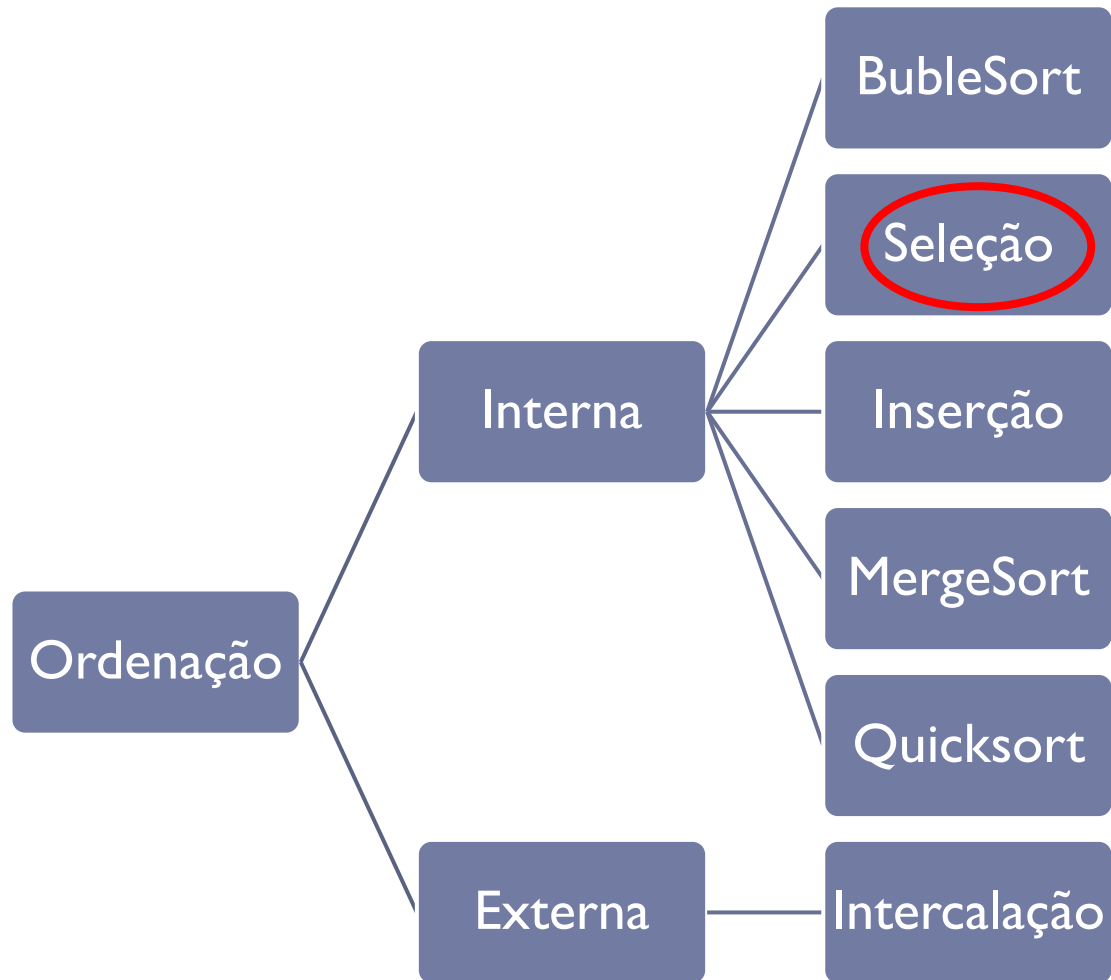 BubleSort
Seleção
Interna
Inserção
MergeSort
Ordenação
Quicksort
Externa
Intercalação